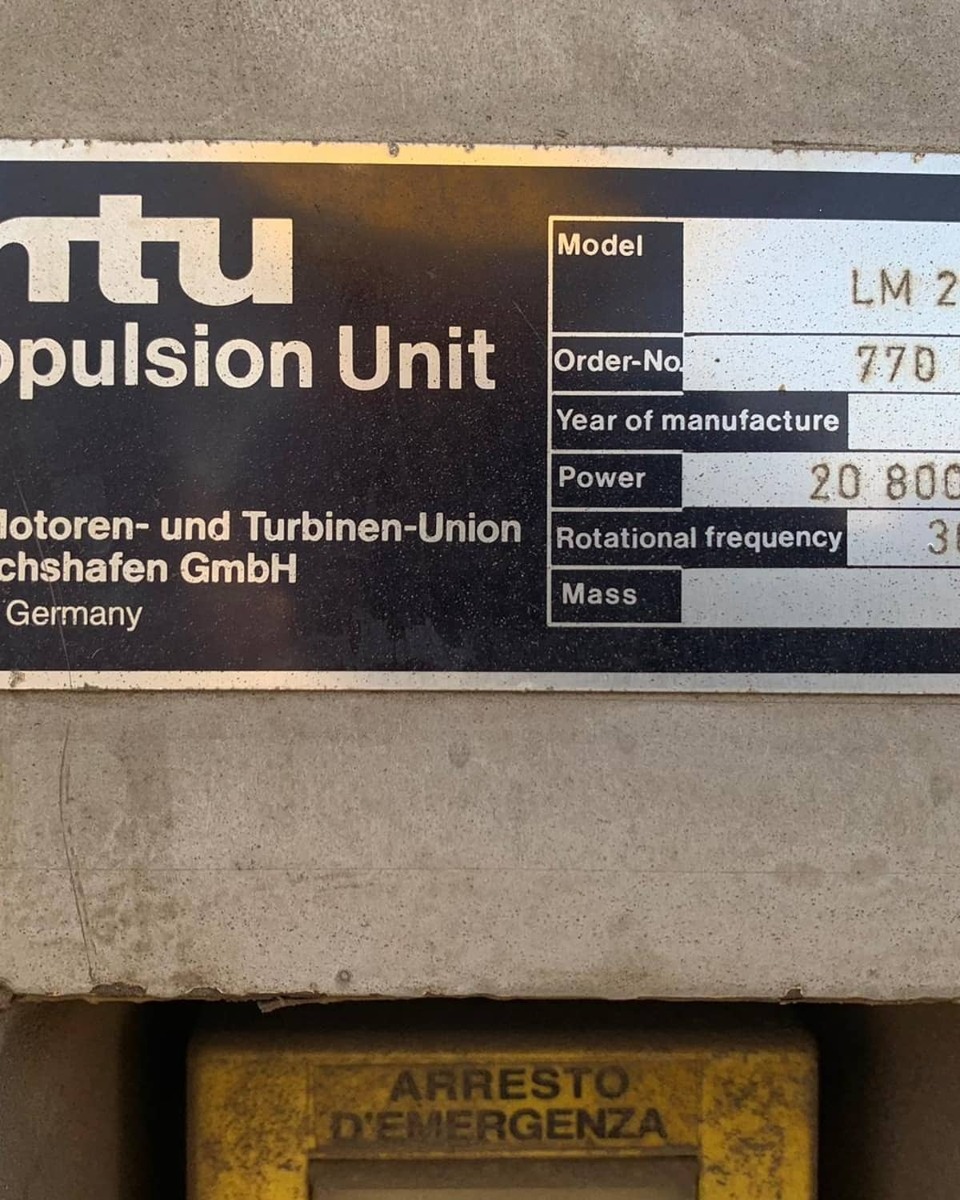 mtu
opulsion Unit
Motoren- und Turbinen-Union
chshafen GmbH
Germany
Model LM 2
Order-No. 770
Year of manufacture
Power 20 800
Rotational frequency 36
Mass
ARRESTO
D'EMERGENZA